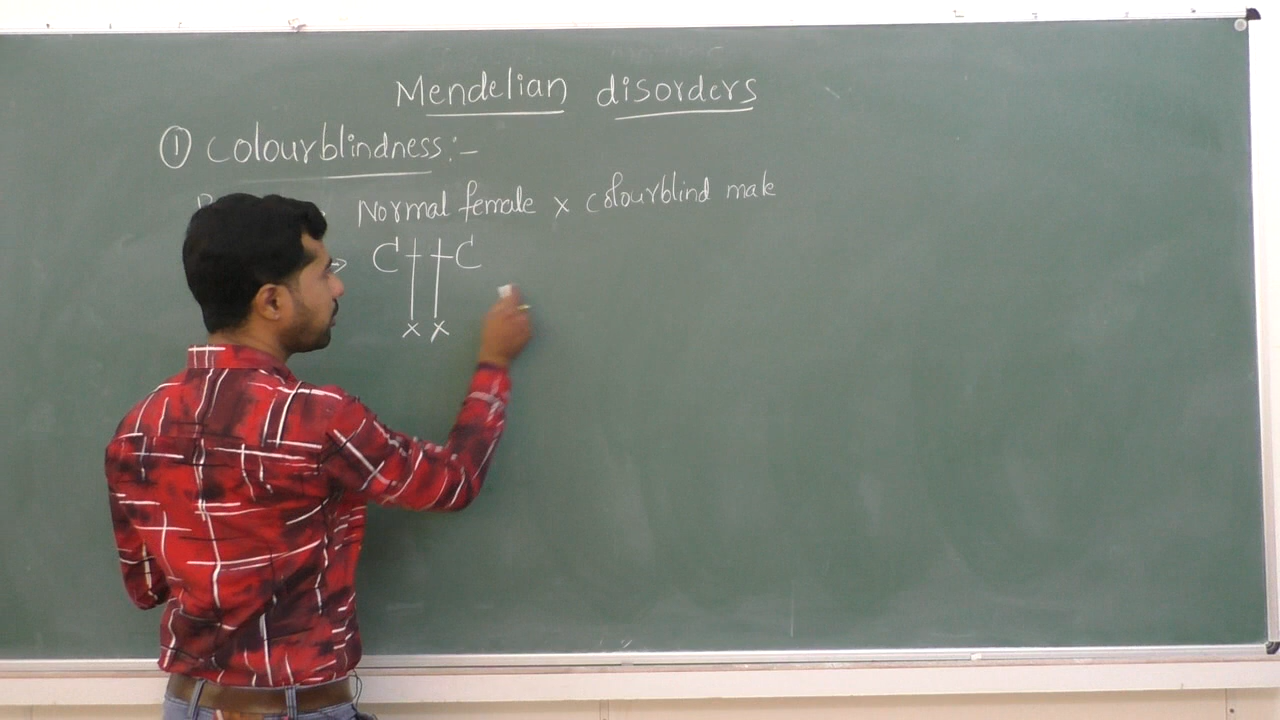 Mendelian disorders
① Colourblindness:-
Normal female x Colourblind male
→ C C
x x